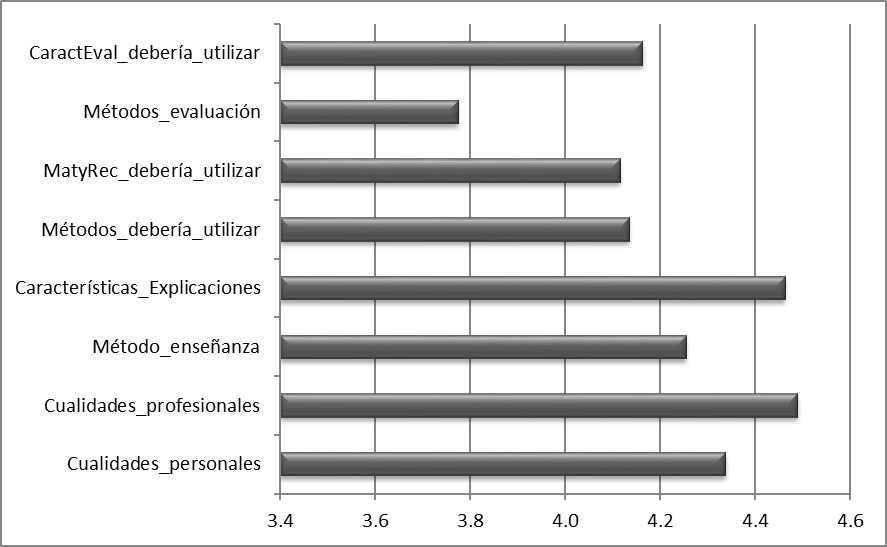 CaractEval_debería_utilizar
Métodos_evaluación
MatyRec_debería_utilizar
Métodos_debería_utilizar
Características_Explicaciones
Método_enseñanza
Cualidades_profesionales
Cualidades_personales
3.4 3.6 3.8 4.0 4.2 4.4 4.6